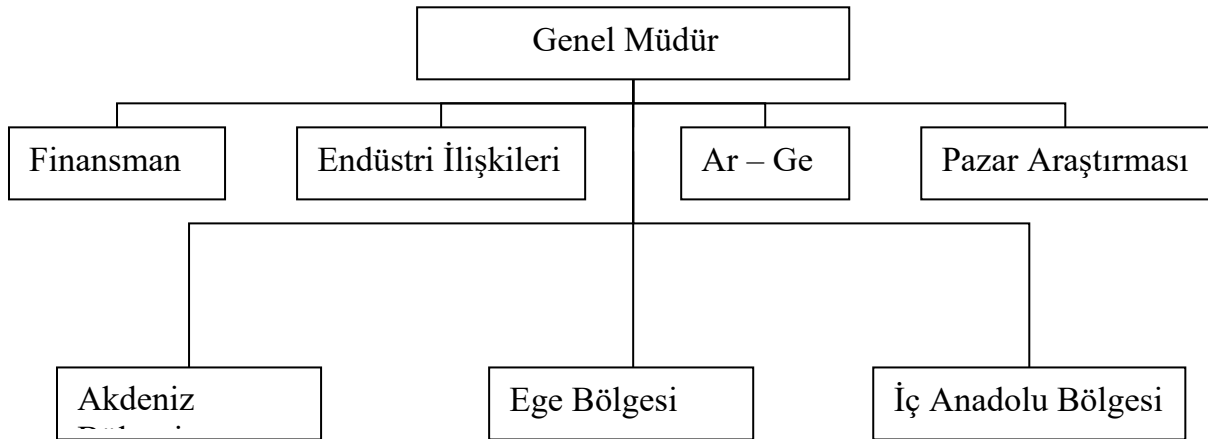 Genel Müdür
Finansman
Endüstri İlişkileri
Ar – Ge
Pazar Araştırması
Akdeniz
Ege Bölgesi
İç Anadolu Bölgesi